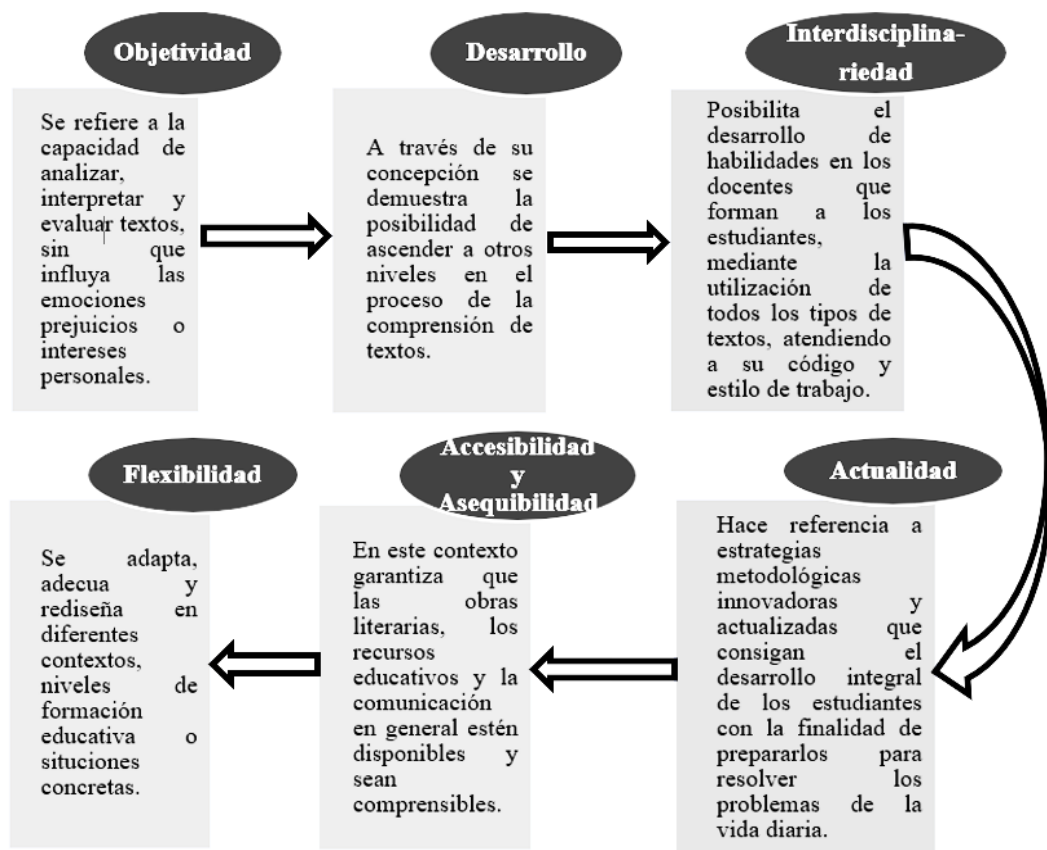 Objetividad
Se refiere a la
capacidad de
analizar,
interpretar y
evaluar textos,
sin que
influya las
emociones
prejuicios o
intereses
personales.
Desarrollo
A través de su
concepción se
demuestra la
posibilidad de
ascender a otros
niveles en el
proceso de la
comprensión de
textos.
Interdisciplina-
riedad
Posibilita el
desarrollo de
habilidades en los
docentes que
forman a los
estudiantes,
mediante la
utilización de
todos los tipos de
textos, atendiendo
a su código y
estilo de trabajo.
Actualidad
Hace referencia a
estrategias
metodológicas
innovadoras y
actualizadas que
consigan el
desarrollo integral
de los estudiantes
con la finalidad de
prepararlos para
resolver los
problemas de la
vida diaria.
Accesibilidad
y
Asequibilidad
En este contexto
garantiza que
las obras
literarias, los
recursos
educativos y la
comunicación
en general estén
disponibles y
sean
comprensibles.
Flexibilidad
Se adapta,
adecua y
rediseña en
diferentes
contextos,
niveles de
formación
educativa o
situciones
concretas.